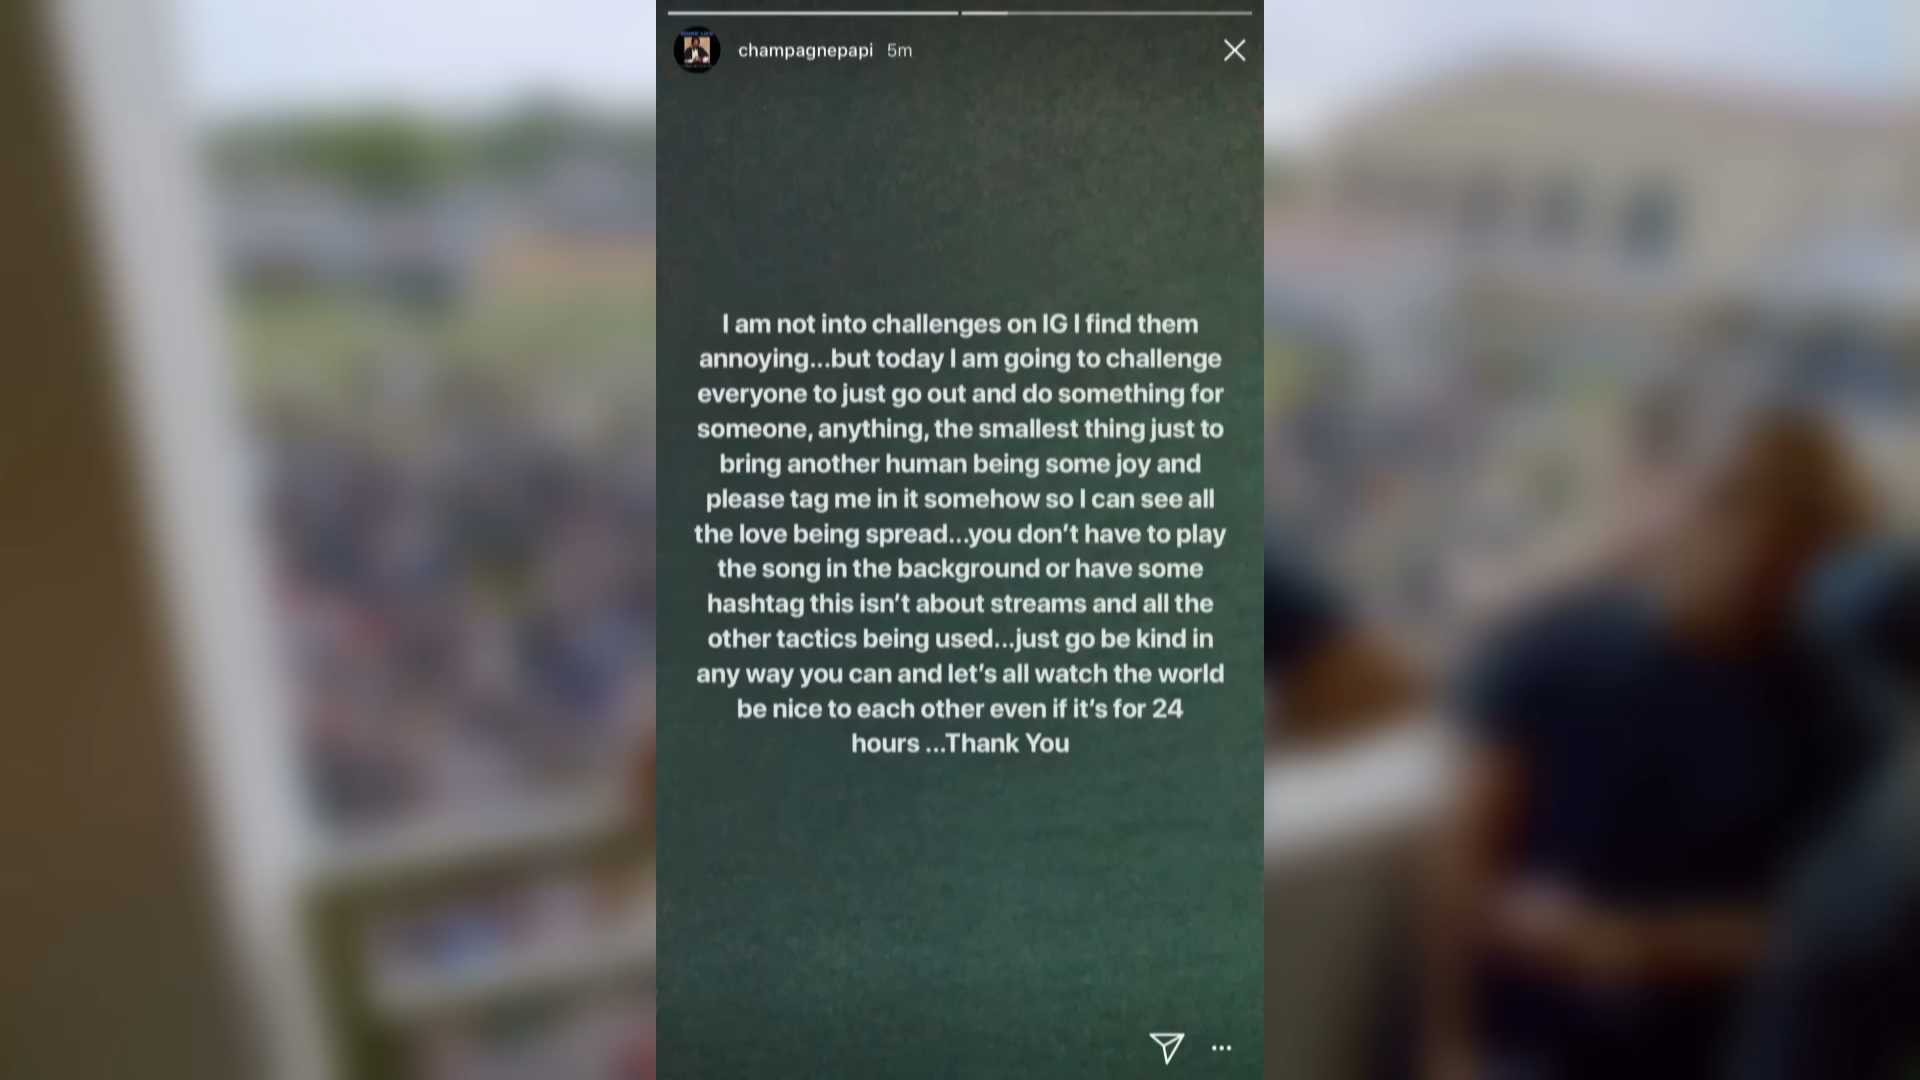 champagnepapi 5m
I am not into challenges on IG I find them
annoying...but today I am going to challenge
everyone to just go out and do something for
someone, anything, the smallest thing just to
bring another human being some joy and
please tag me in it somehow so I can see all
the love being spread...you don't have to play
the song in the background or have some
hashtag this isn't about streams and all the
other tactics being used...just go be kind in
any way you can and let's all watch the world
be nice to each other even if it's for 24
hours ...Thank You